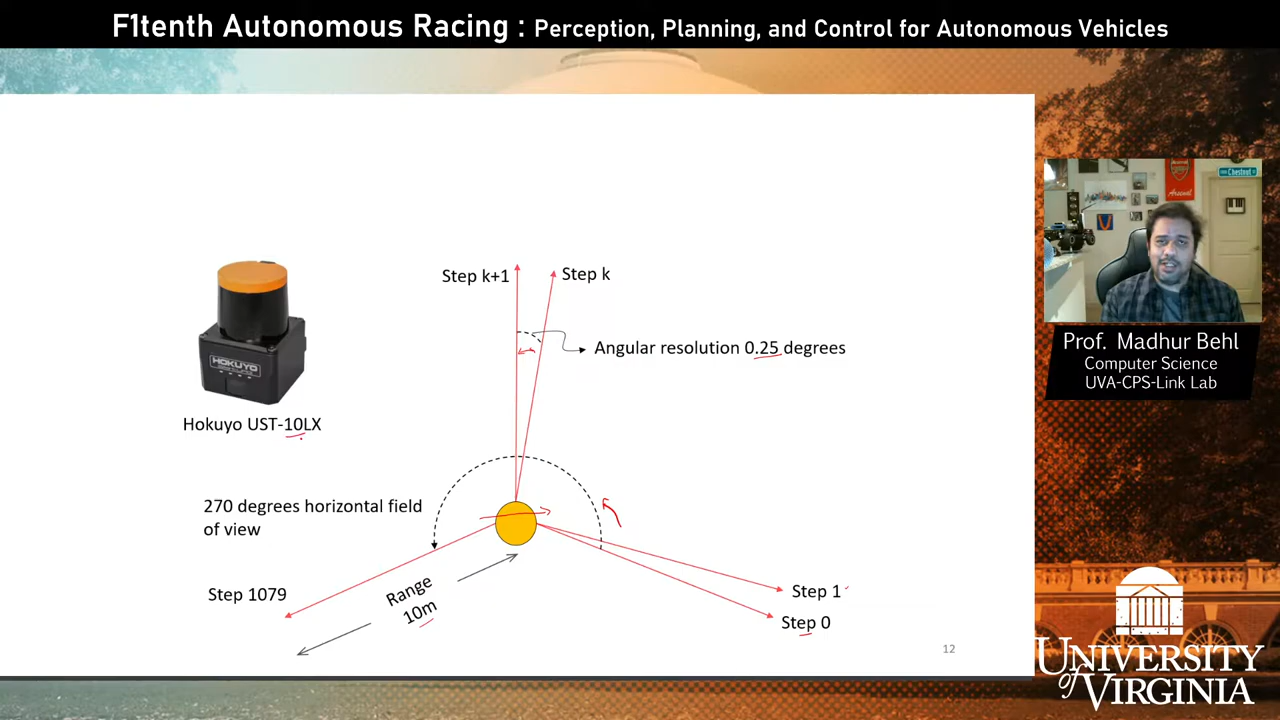 F1tenth Autonomous Racing : Perception, Planning, and Control for Autonomous Vehicles
Step k+1
Step k
Angular resolution 0.25 degrees
HOKUYO
Hokuyo UST-10LX
270 degrees horizontal field
of view
Step 1079
Range
10m
Step 1
Step 0
12
Chestnut
Arsenal
Prof. Madhur Behl
Computer Science
UVA-CPS-Link Lab
UNIVERSITY
of VIRGINIA